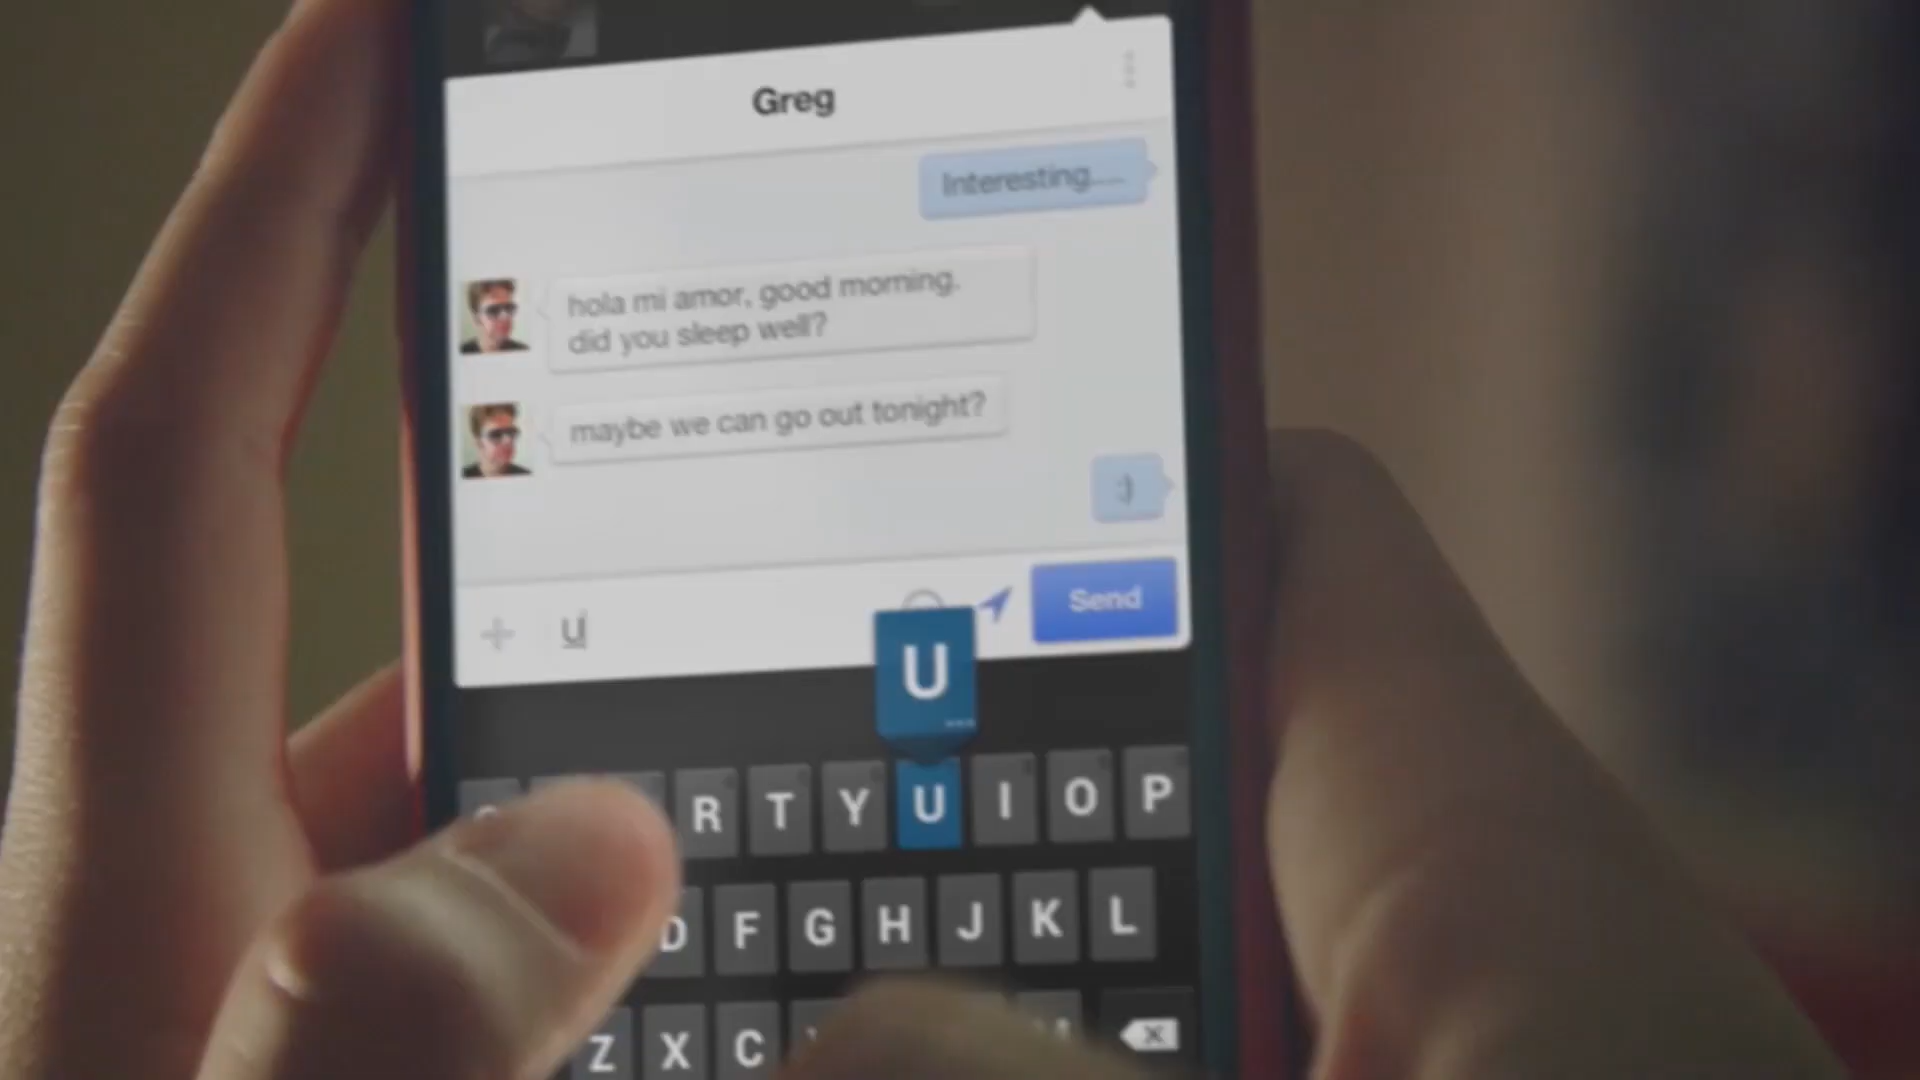 Greg
Interesting.....
hola mi amor, good morning.
did you sleep well?
maybe we can go out tonight?
:)
u
Send
U
R T Y U I O P
D F G H J K L
Z X C